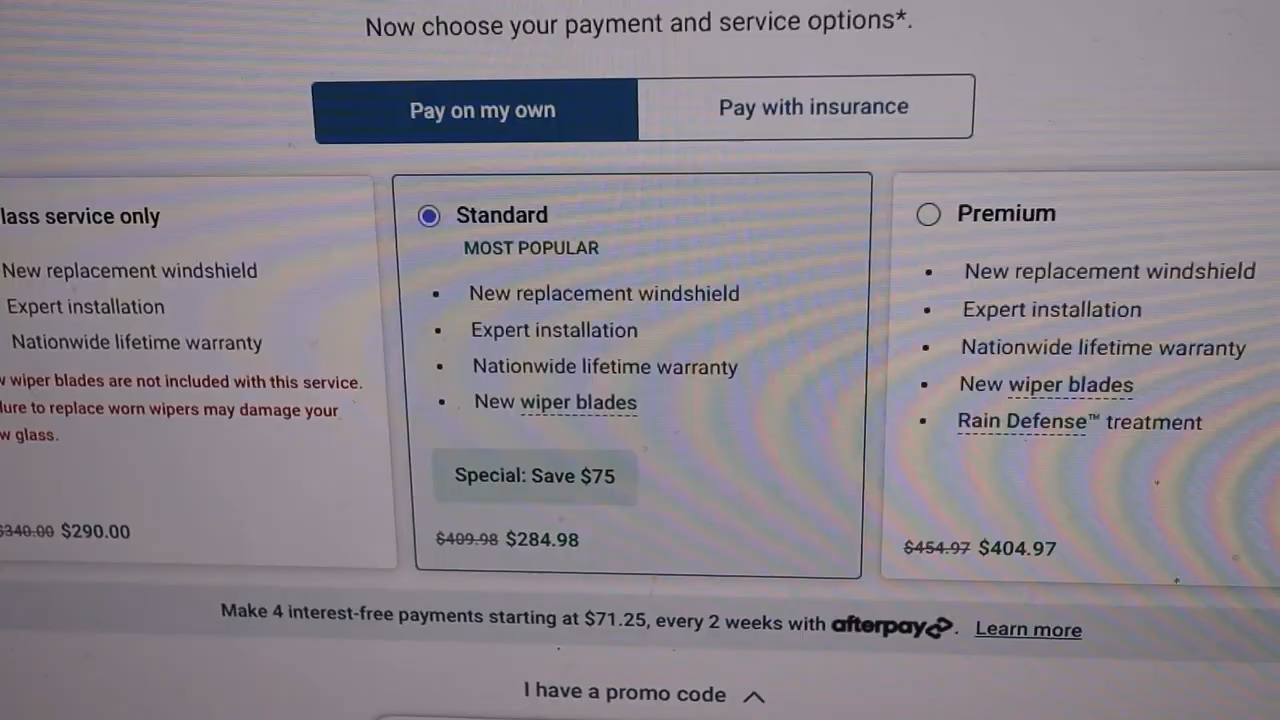 Now choose your payment and service options*.
Pay on my own
Pay with insurance
lass service only
New replacement windshield
Expert installation
Nationwide lifetime warranty
wiper blades are not included with this service.
lure to replace worn wipers may damage your
w glass.
$340.00 $290.00
Standard
MOST POPULAR
• New replacement windshield
• Expert installation
• Nationwide lifetime warranty
• New wiper blades
Special: Save $75
$409.98 $284.98
Premium
• New replacement windshield
• Expert installation
• Nationwide lifetime warranty
• New wiper blades
• Rain Defense™ treatment
$454.97 $404.97
Make 4 interest-free payments starting at $71.25, every 2 weeks with afterpay. Learn more
I have a promo code